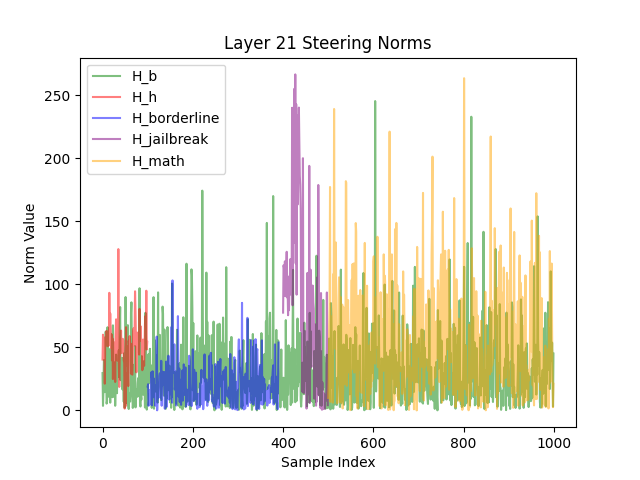 Layer 21 Steering Norms
H_b
H_h
H_borderline
H_jailbreak
H_math
Norm Value
250
200
150
100
50
0
0 200 400 600 800 1000
Sample Index